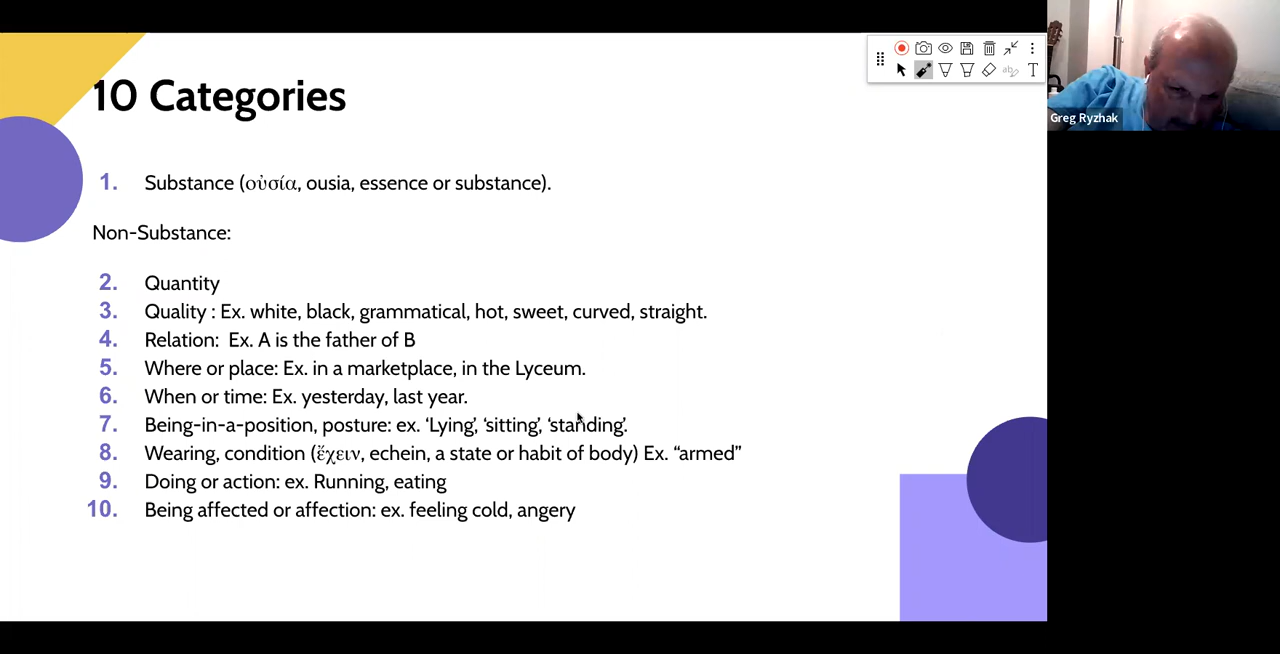 10 Categories
Greg Ryzhak
1. Substance (οὐσία, ousia, essence or substance).
Non-Substance:
2. Quantity
3. Quality : Ex. white, black, grammatical, hot, sweet, curved, straight.
4. Relation: Ex. A is the father of B
5. Where or place: Ex. in a marketplace, in the Lyceum.
6. When or time: Ex. yesterday, last year.
7. Being-in-a-position, posture: ex. ‘Lying’, ‘sitting’, ‘standing’.
8. Wearing, condition (ἔχειν, echein, a state or habit of body) Ex. “armed”
9. Doing or action: ex. Running, eating
10. Being affected or affection: ex. feeling cold, angery